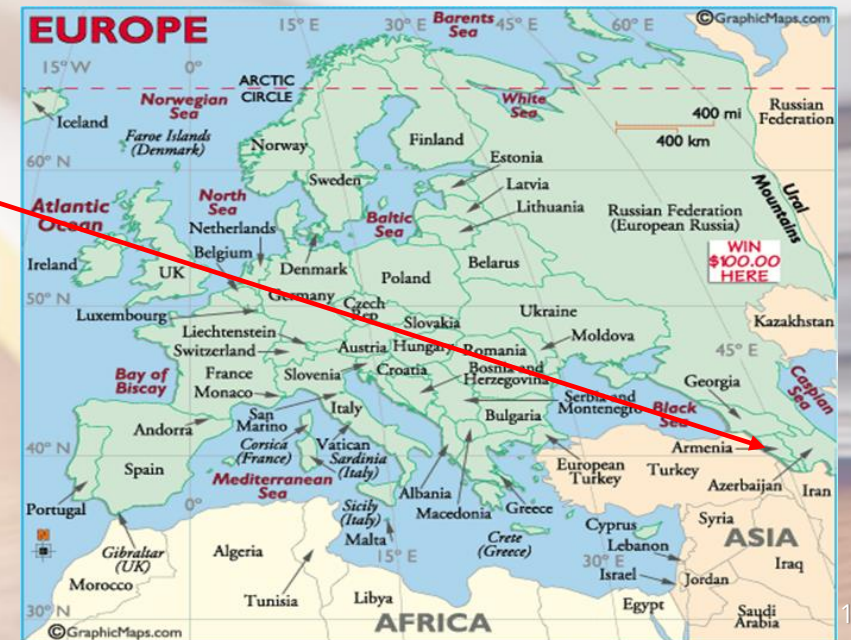 EUROPE
Barents
Sea
©GraphicMaps.com
15° W
0°
15° E
30° E
45° E
60° E
ARCTIC
CIRCLE
Norwegian
Sea
White
Sea
Russian
Federation
Iceland
Faroe Islands
(Denmark)
400 mi
400 km
Norway
Finland
60° N
Sweden
Estonia
Latvia
Lithuania
Ural
Mountains
Atlantic
Ocean
North
Sea
Baltic
Sea
Russian Federation
(European Russia)
Netherlands
Belgium
WIN
$100.00
HERE
Ireland
UK
Denmark
Poland
Belarus
Germany
50° N
Luxembourg
Czech
Rep
Slovakia
Ukraine
Kazakhstan
Liechtenstein
Switzerland
Austria
Hungary
Romania
Moldova
45° E
Bay of
Biscay
France
Monaco
Slovenia
Croatia
Bosnia and
Herzegovina
Georgia
Caspian
Sea
San
Marino
Italy
Serbia and
Montenegro
Black
Sea
Andorra
Bulgaria
40° N
Corsica
(France)
Vatican
Sardinia
(Italy)
Armenia
Spain
European
Turkey
Turkey
Azerbaijan
Iran
Mediterranean
Sea
Albania
Macedonia
Greece
Portugal
0°
Sicily
(Italy)
Malta
Crete
(Greece)
Cyprus
Syria
ASIA
Lebanon
Gibraltar
(UK)
Algeria
15° E
30° E
Iraq
Israel
Jordan
Morocco
Tunisia
Libya
Egypt
Saudi
Arabia
30° N
AFRICA
©GraphicMaps.com
1